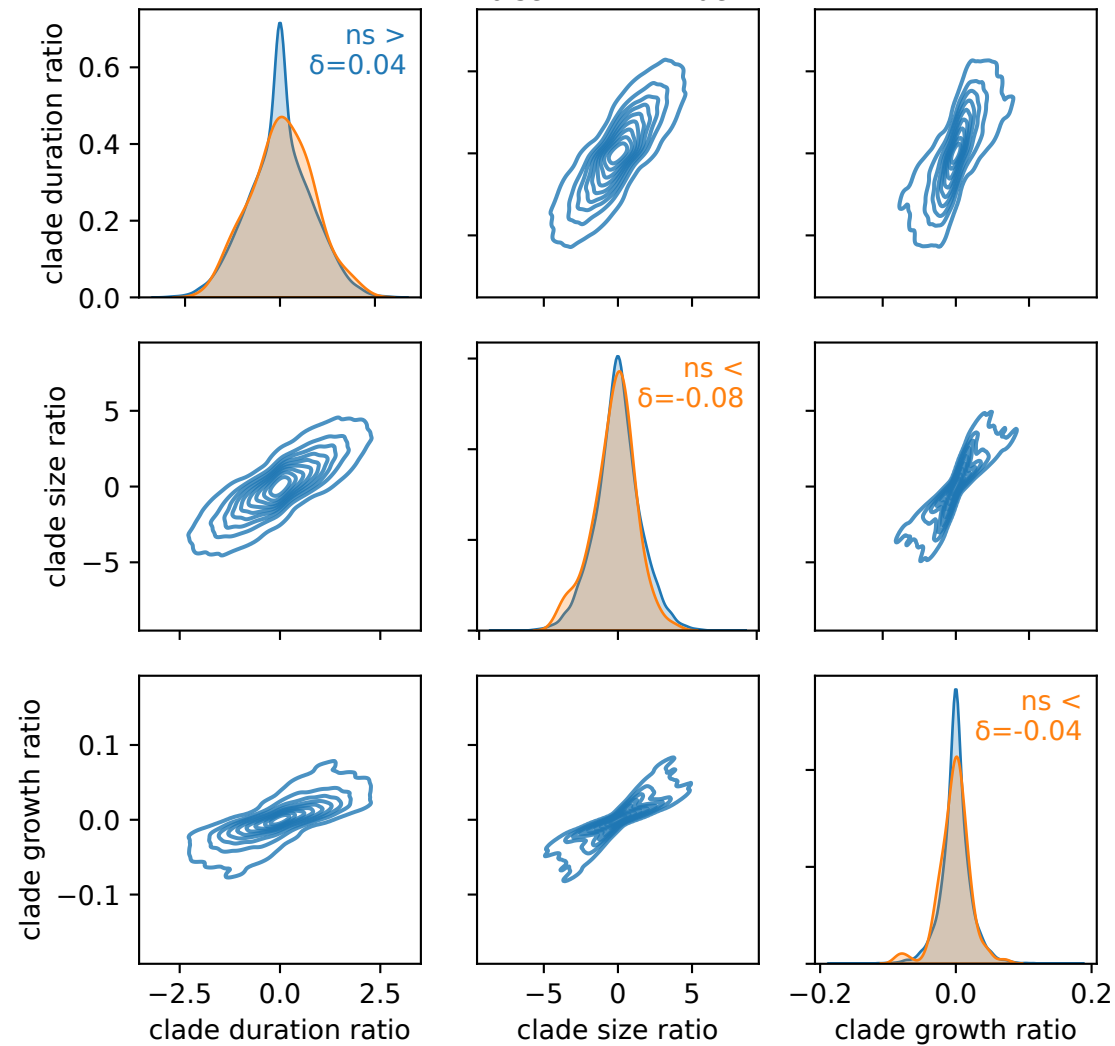 clade duration ratio
0.6
0.4
0.2
0.0
ns >
δ=0.04
clade size ratio
5
0
−5
ns <
δ=-0.08
clade growth ratio
0.1
0.0
−0.1
ns <
δ=-0.04
−2.5 0.0 2.5
−5 0 5
−0.2 0.0 0.2
clade duration ratio
clade size ratio
clade growth ratio